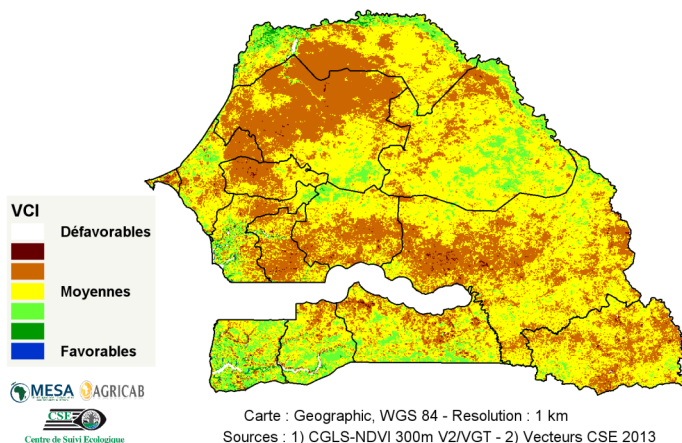 VCI
Défavorables
Moyennes
Favorables
MESA
AGRICAB
CSE
Centre de Suivi Ecologique
Carte : Geographic, WGS 84 - Resolution : 1 km
Sources : 1) CGLS-NDVI 300m V2/VGT - 2) Vecteurs CSE 2013